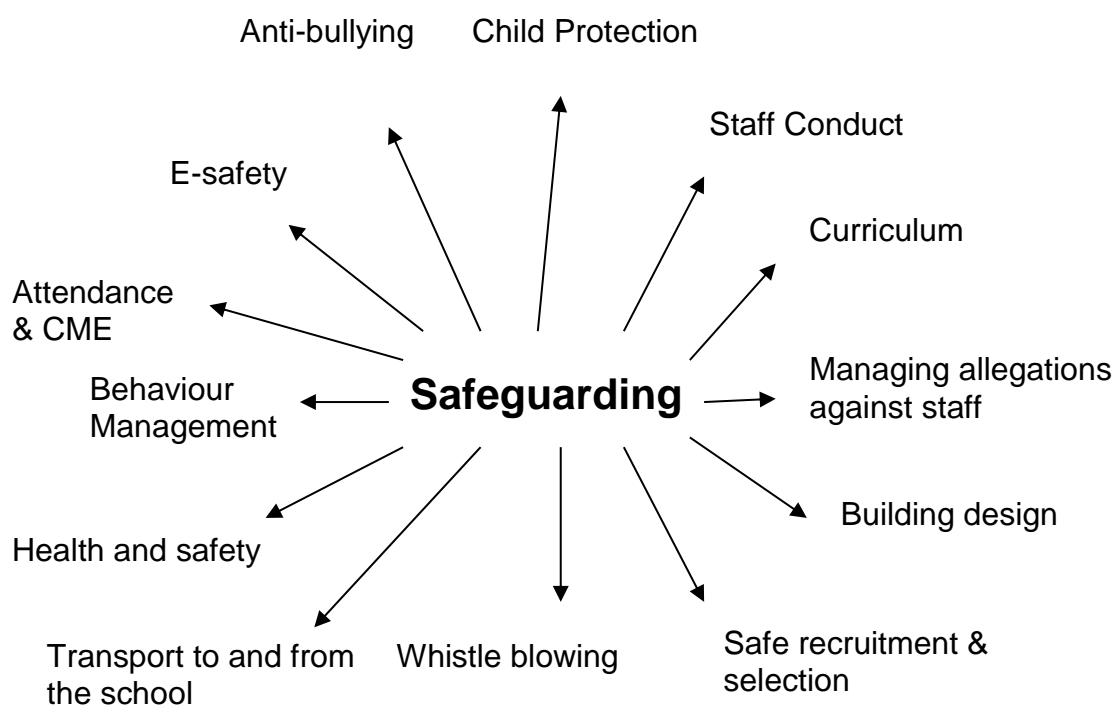 Anti-bullying
Child Protection
Staff Conduct
E-safety
Curriculum
Attendance
& CME
Managing allegations
against staff
Behaviour
Management
Safeguarding
Building design
Health and safety
Transport to and from
the school
Whistle blowing
Safe recruitment &
selection